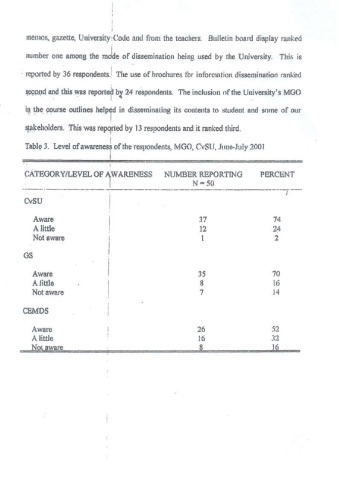 memos, gazette, University Code and from the teachers. Bulletin board display ranked
number one among the mode of dissemination being used by the University. This is
reported by 36 respondents. The use of brochures for information dissemination ranked
second and this was reported by 24 respondents. The inclusion of the University's MGO
in the course outlines helped in disseminating its contents to student and some of our
stakeholders. This was reported by 13 respondents and it ranked third.
Table 3. Level of awareness of the respondents, MGO, CvSU, June-July 2001
CATEGORY/LEVEL OF AWARENESS NUMBER REPORTING PERCENT
N = 50
CvSU
Aware 37 74
A little 12 24
Not aware 1 2
GS
Aware 35 70
A little 8 16
Not aware 7 14
CEMDS
Aware 26 52
A little 16 32
Not aware 8 16